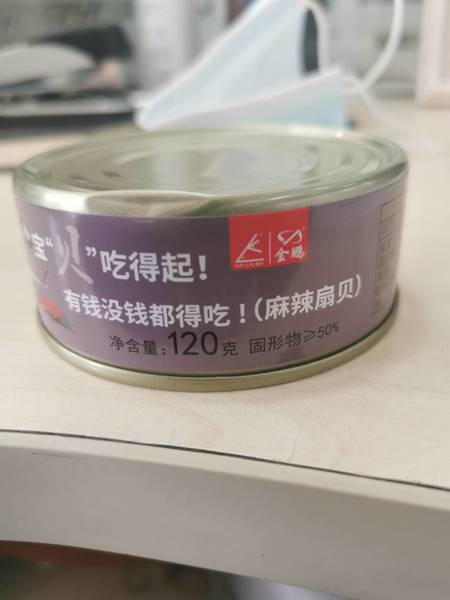 宝“贝”吃得起！
金鹏
有钱没钱都得吃！（麻辣扇贝）
净含量：120克 固形物≥50%